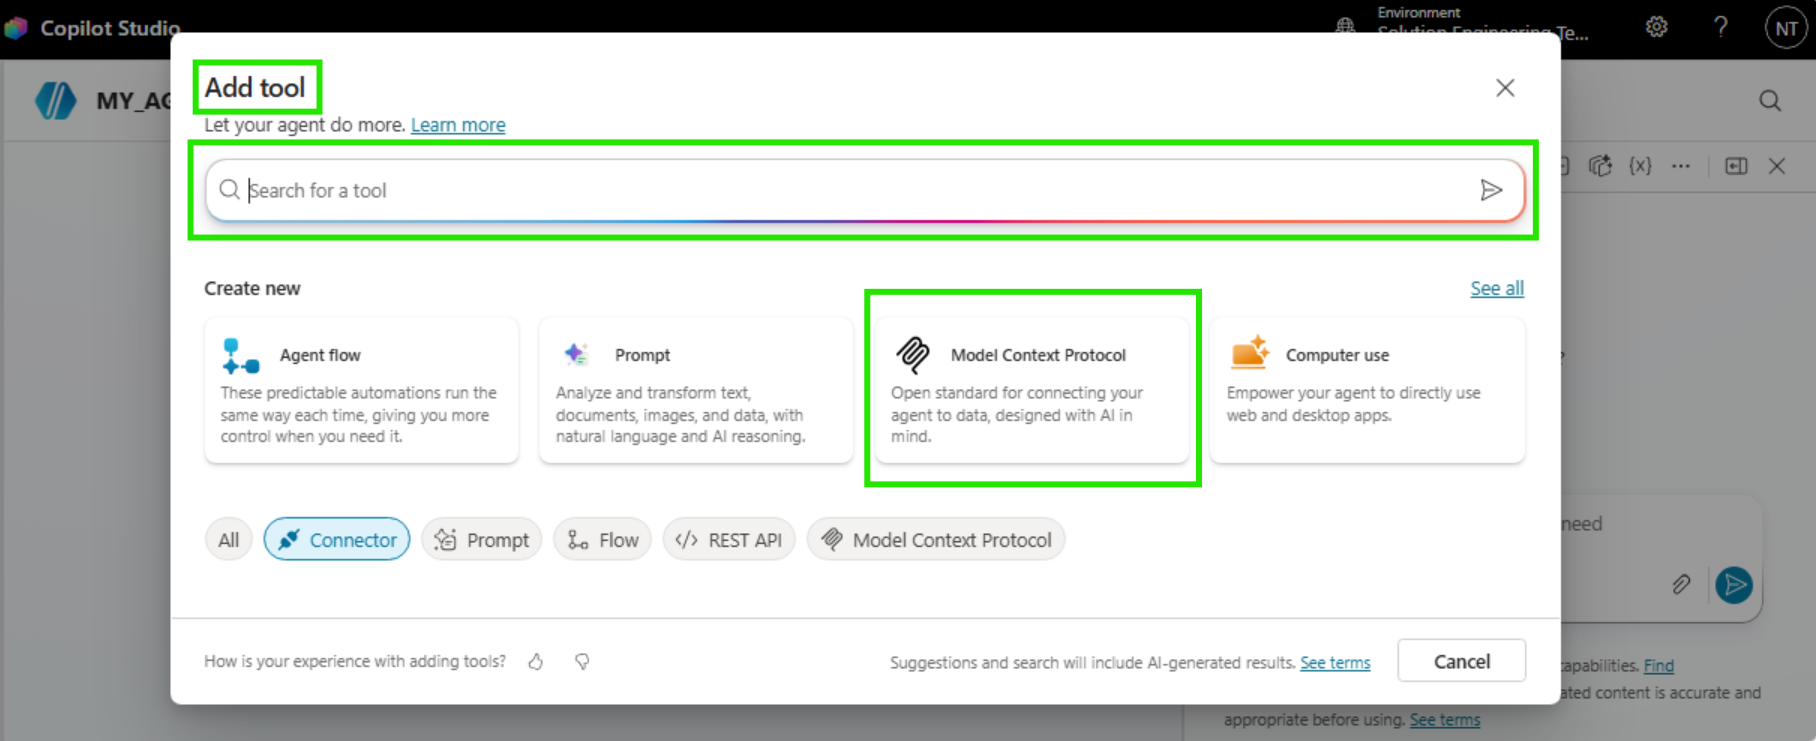 Copilot Studio
Environment
Solution Engineering Te...
NT
MY_AG
Add tool
Let your agent do more. Learn more
Search for a tool
{x}
Create new
See all
Agent flow
These predictable automations run the
same way each time, giving you more
control when you need it.
Prompt
Analyze and transform text,
documents, images, and data, with
natural language and AI reasoning.
Model Context Protocol
Open standard for connecting your
agent to data, designed with AI in
mind.
Computer use
Empower your agent to directly use
web and desktop apps.
?
All
Connector
Prompt
Flow
</> REST API
Model Context Protocol
need
How is your experience with adding tools?
Suggestions and search will include AI-generated results. See terms
Cancel
capabilities. Find
ated content is accurate and
appropriate before using. See terms